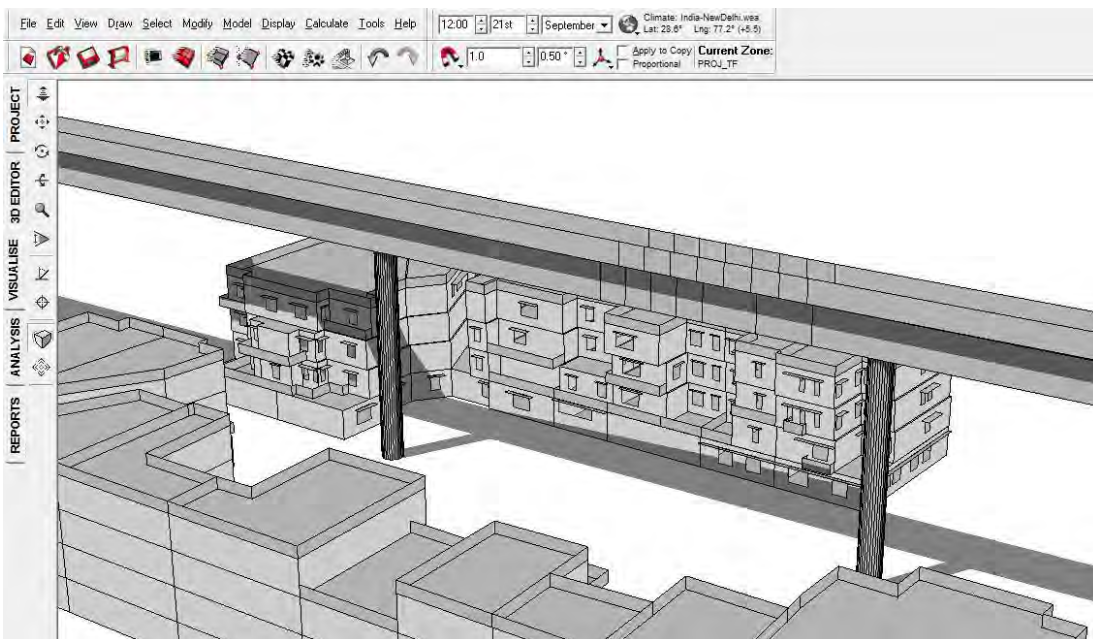 File Edit View Draw Select Modify Model Display Calculate Tools Help
12:00 21st September Climate: India-NewDelhi.wea
Lat: 28.6° Lng: 77.2° (+5.5)
1.0 0.50 ° Apply to Copy Current Zone:
Proportional PROJ_TF
PROJECT
3D EDITOR
VISUALISE
ANALYSIS
REPORTS